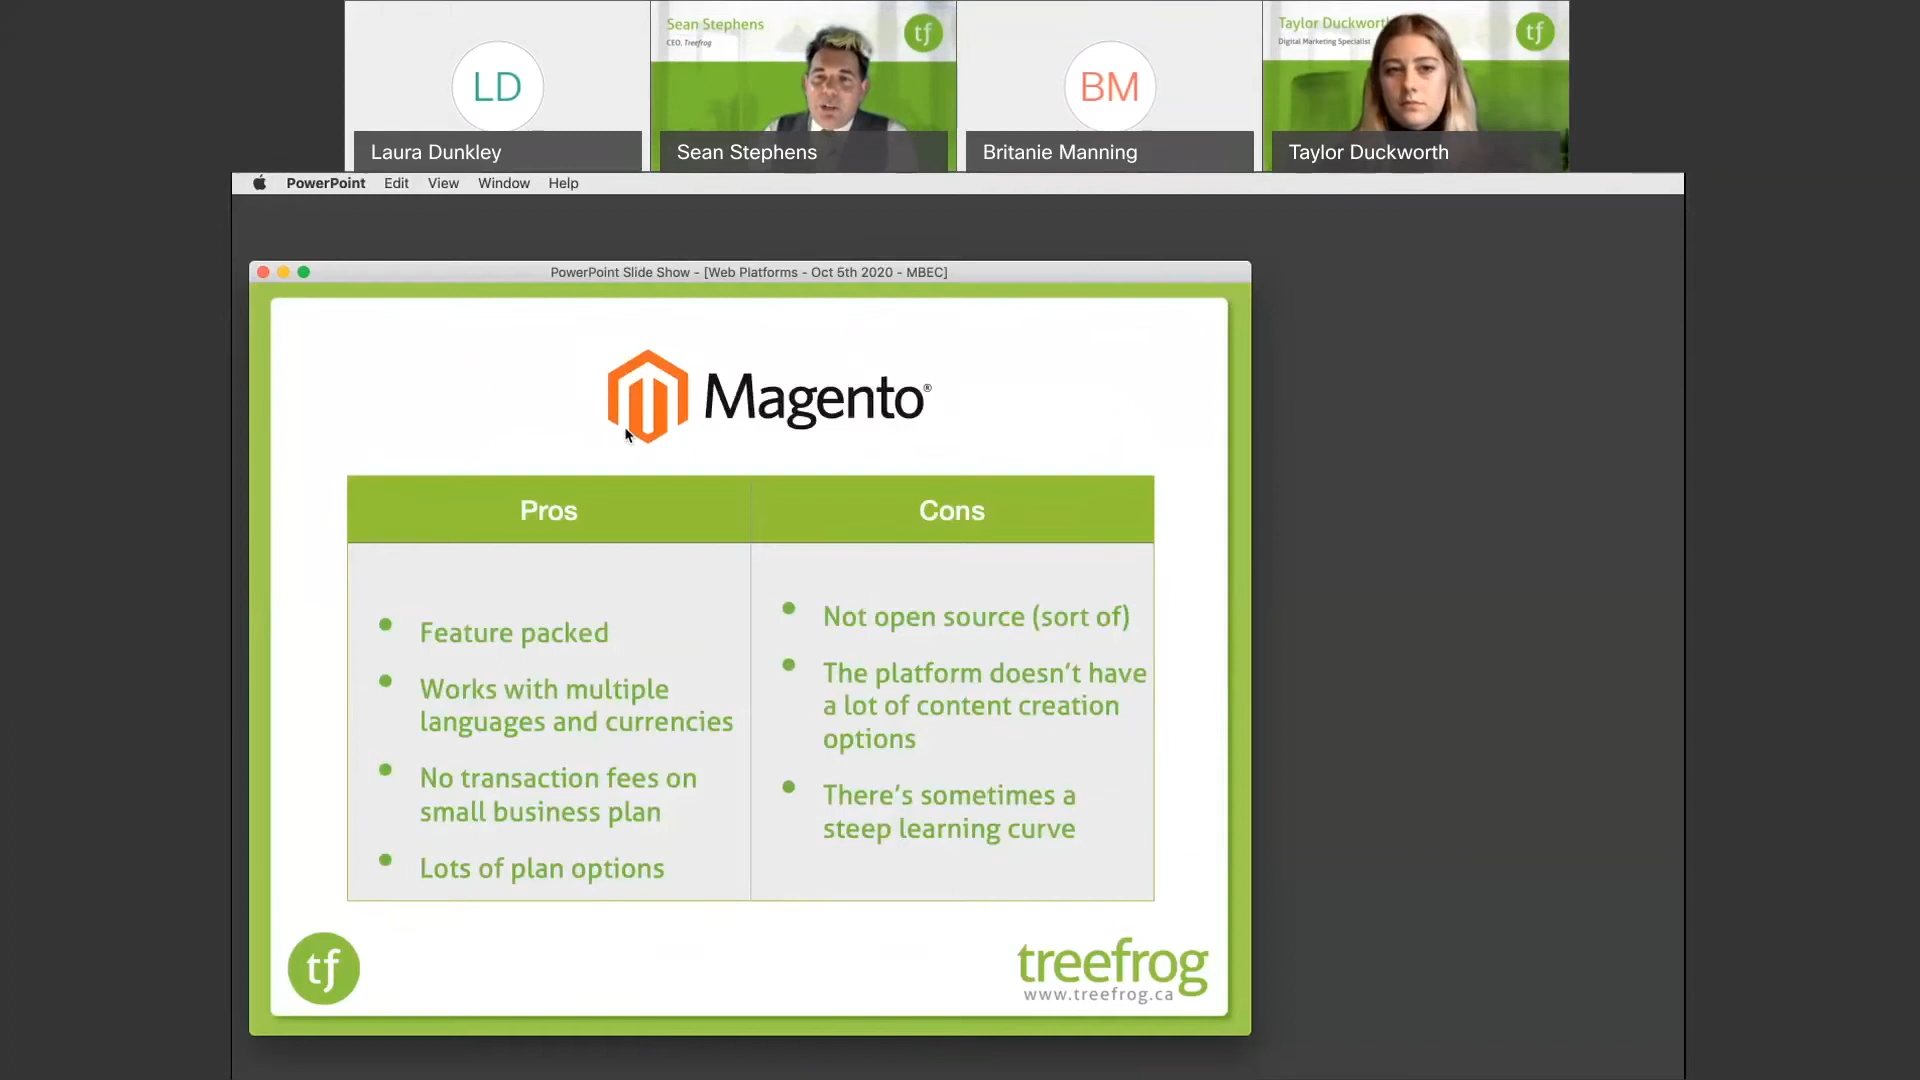 LD
Laura Dunkley
Sean Stephens
CEO, Treefrog
tf
Sean Stephens
BM
Britanie Manning
Taylor Duckworth
Digital Marketing Specialist
tf
Taylor Duckworth
PowerPoint Edit View Window Help
PowerPoint Slide Show - [Web Platforms - Oct 5th 2020 - MBEC]
Magento®
Pros
Cons
• Feature packed
• Works with multiple
languages and currencies
• No transaction fees on
small business plan
• Lots of plan options
• Not open source (sort of)
• The platform doesn't have
a lot of content creation
options
• There's sometimes a
steep learning curve
tf
treefrog
www.treefrog.ca